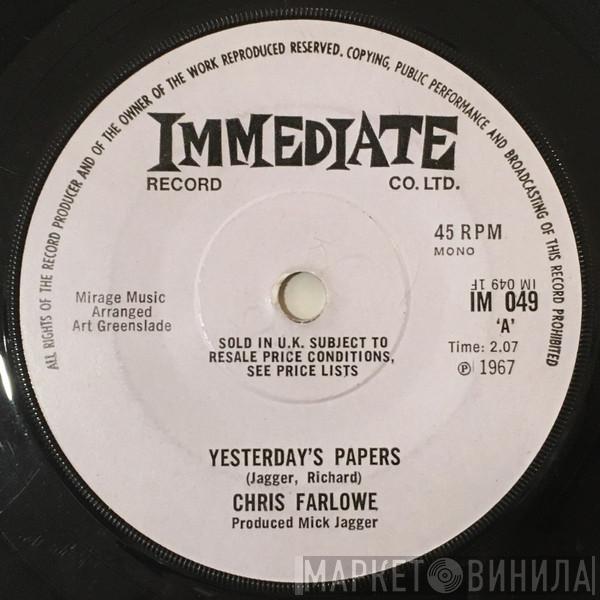 ALL RIGHTS OF THE RECORD PRODUCER AND OF THE OWNER OF THE WORK REPRODUCED RESERVED. COPYING, PUBLIC PERFORMANCE AND BROADCASTING OF THIS RECORD PROHIBITED
IMMEDIATE
RECORD CO. LTD.
45 RPM
MONO
IM 049 1F
IM 049
'A'
Time: 2.07
℗ 1967
Mirage Music
Arranged
Art Greenslade
SOLD IN U.K. SUBJECT TO
RESALE PRICE CONDITIONS,
SEE PRICE LISTS
YESTERDAY'S PAPERS
(Jagger, Richard)
CHRIS FARLOWE
Produced Mick Jagger
МАРКЕТ ВИНИЛА